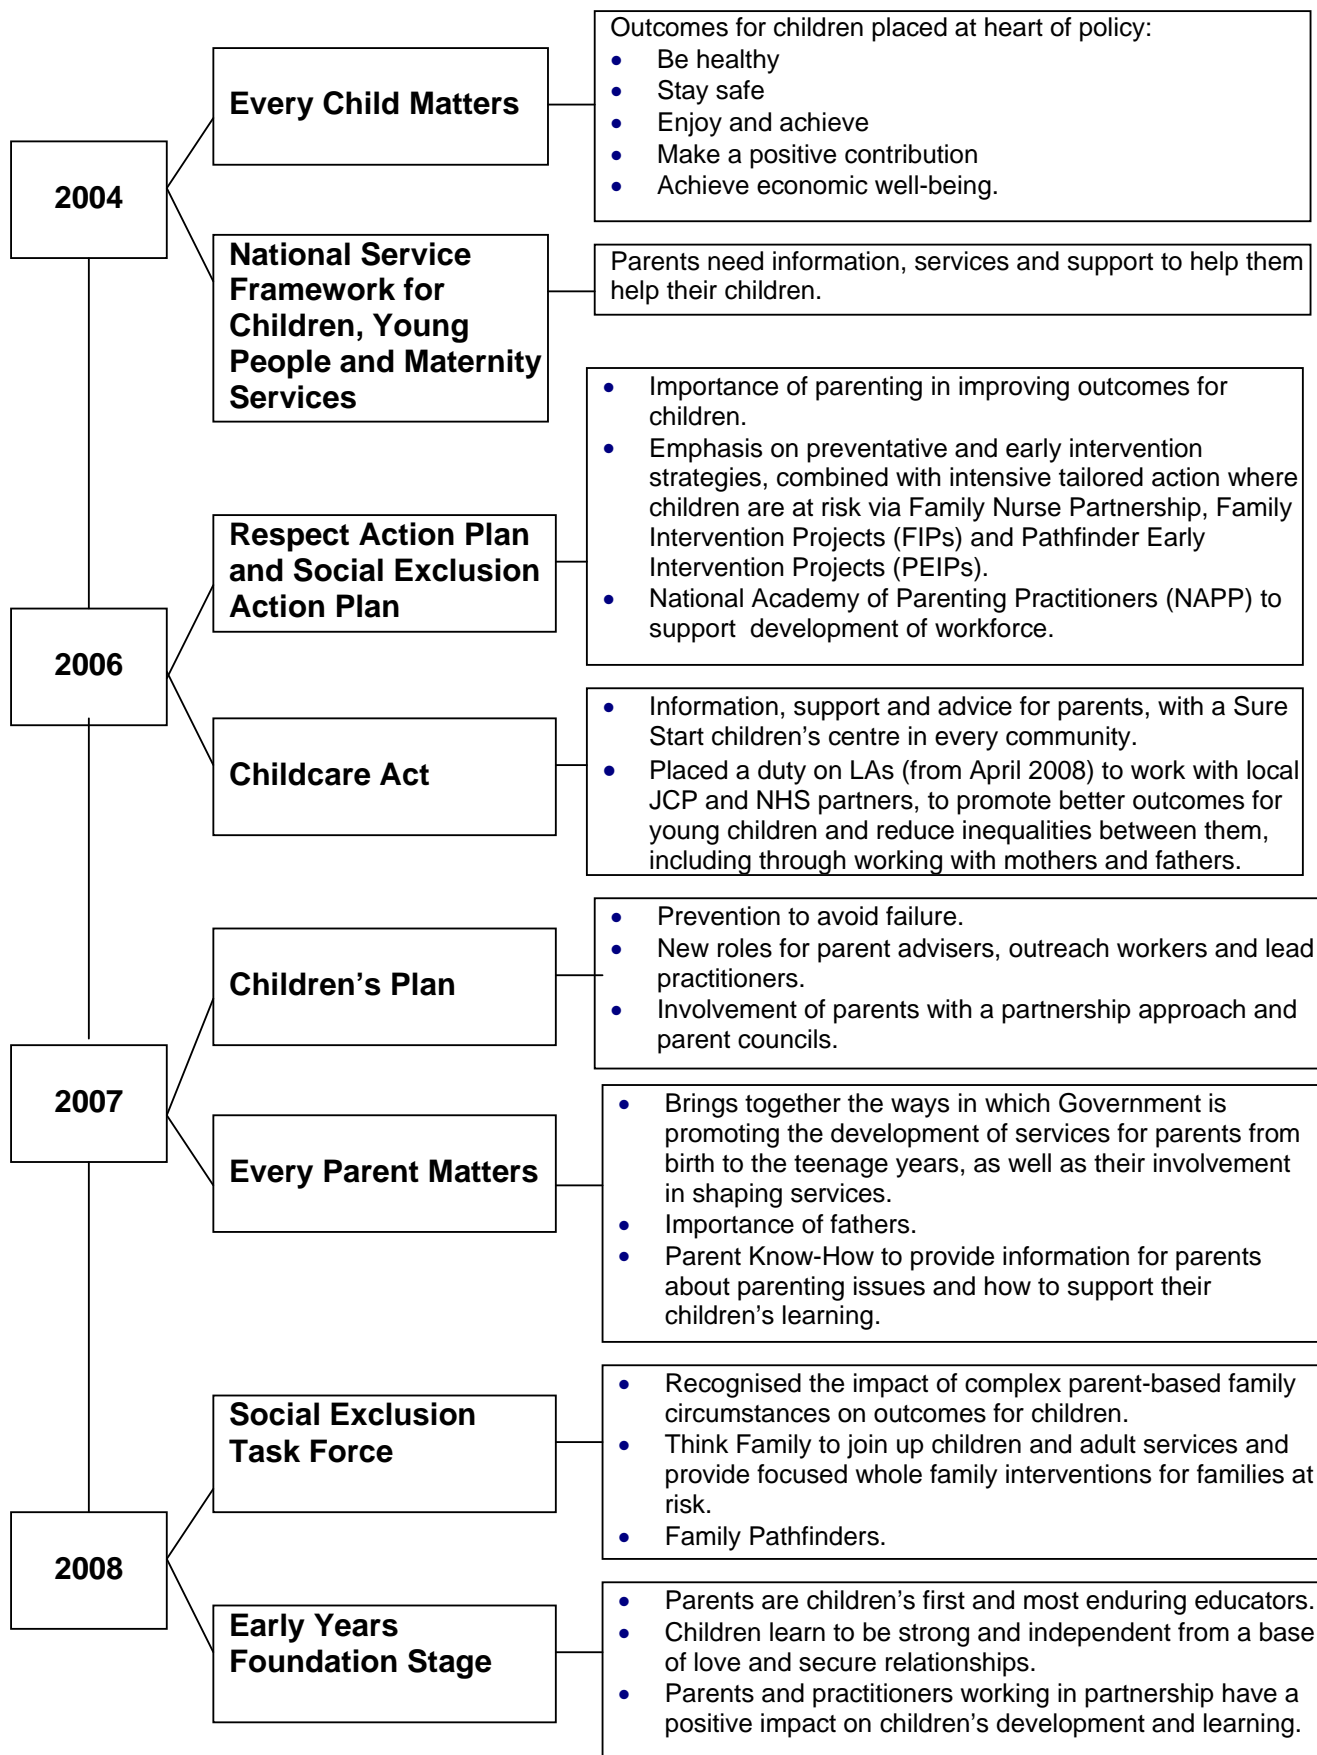 2004
Every Child Matters
Outcomes for children placed at heart of policy:
• Be healthy
• Stay safe
• Enjoy and achieve
• Make a positive contribution
• Achieve economic well-being.
National Service
Framework for
Children, Young
People and Maternity
Services
Parents need information, services and support to help them
help their children.
2006
Respect Action Plan
and Social Exclusion
Action Plan
• Importance of parenting in improving outcomes for
children.
• Emphasis on preventative and early intervention
strategies, combined with intensive tailored action where
children are at risk via Family Nurse Partnership, Family
Intervention Projects (FIPs) and Pathfinder Early
Intervention Projects (PEIPs).
• National Academy of Parenting Practitioners (NAPP) to
support development of workforce.
Childcare Act
• Information, support and advice for parents, with a Sure
Start children’s centre in every community.
• Placed a duty on LAs (from April 2008) to work with local
JCP and NHS partners, to promote better outcomes for
young children and reduce inequalities between them,
including through working with mothers and fathers.
2007
Children’s Plan
• Prevention to avoid failure.
• New roles for parent advisers, outreach workers and lead
practitioners.
• Involvement of parents with a partnership approach and
parent councils.
Every Parent Matters
• Brings together the ways in which Government is
promoting the development of services for parents from
birth to the teenage years, as well as their involvement
in shaping services.
• Importance of fathers.
• Parent Know-How to provide information for parents
about parenting issues and how to support their
children’s learning.
2008
Social Exclusion
Task Force
• Recognised the impact of complex parent-based family
circumstances on outcomes for children.
• Think Family to join up children and adult services and
provide focused whole family interventions for families at
risk.
• Family Pathfinders.
Early Years
Foundation Stage
• Parents are children’s first and most enduring educators.
• Children learn to be strong and independent from a base
of love and secure relationships.
• Parents and practitioners working in partnership have a
positive impact on children’s development and learning.